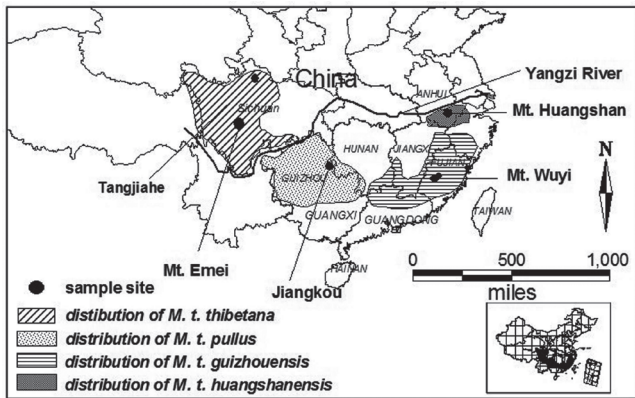 China
Yangzi River
ANHUI
Mt. Huangshan
Sichuan
HUNAN
JIANGXI
N
Tangjiahe
GUIZHOU
Mt. Wuyi
GUANGXI
GUANGDONG
TAIWAN
Mt. Emei
HAINAN
0 500 1,000
sample site
Jiangkou
miles
distibution of M. t. thibetana
distribution of M. t. pullus
distribution of M. t. guizhouensis
distribution of M. t. huangshanensis